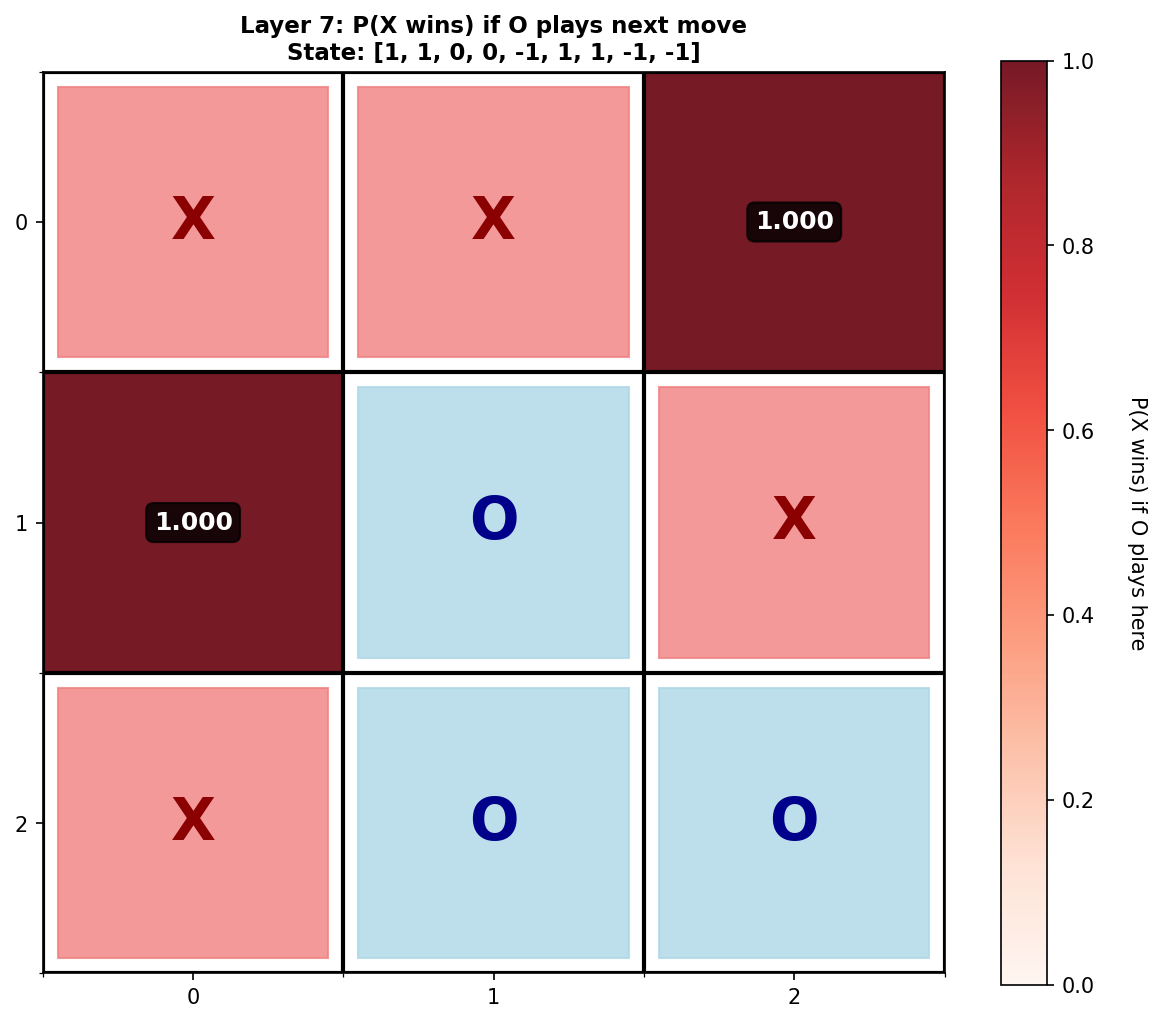 Layer 7: P(X wins) if O plays next move
State: [1, 1, 0, 0, -1, 1, 1, -1, -1]
0
X
X
1.000
1
1.000
O
X
2
X
O
O
0
1
2
1.0
0.8
0.6
0.4
0.2
0.0
P(X wins) if O plays here